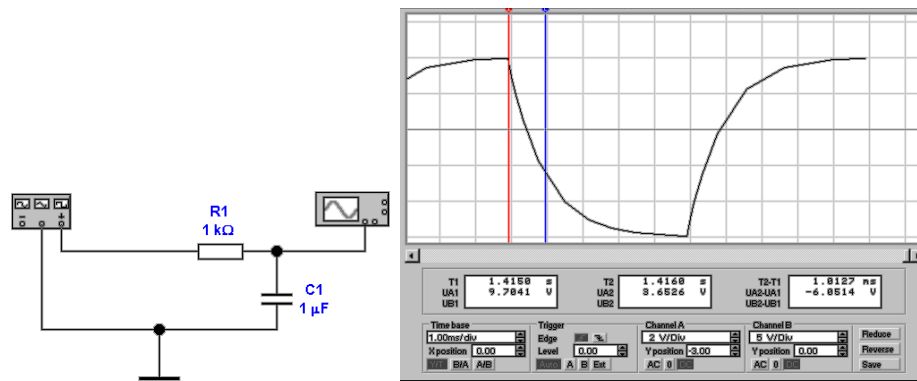 R1
1 kΩ
C1
1 µF
T1 1.4150 s
UA1 9.7041 V
UB1
T2 1.4160 s
UA2 3.6526 V
UB2
T2-T1 1.0127 ms
UA2-UA1 -6.0514 V
UB2-UB1
Time base
1.00ms/div
X position 0.00
Y/T B/A A/B
Trigger
Edge
Level 0.00
Auto A B Ext
Channel A
2 V/Div
Y position -3.00
AC 0 DC
Channel B
5 V/Div
Y position 0.00
AC 0 DC
Reduce
Reverse
Save